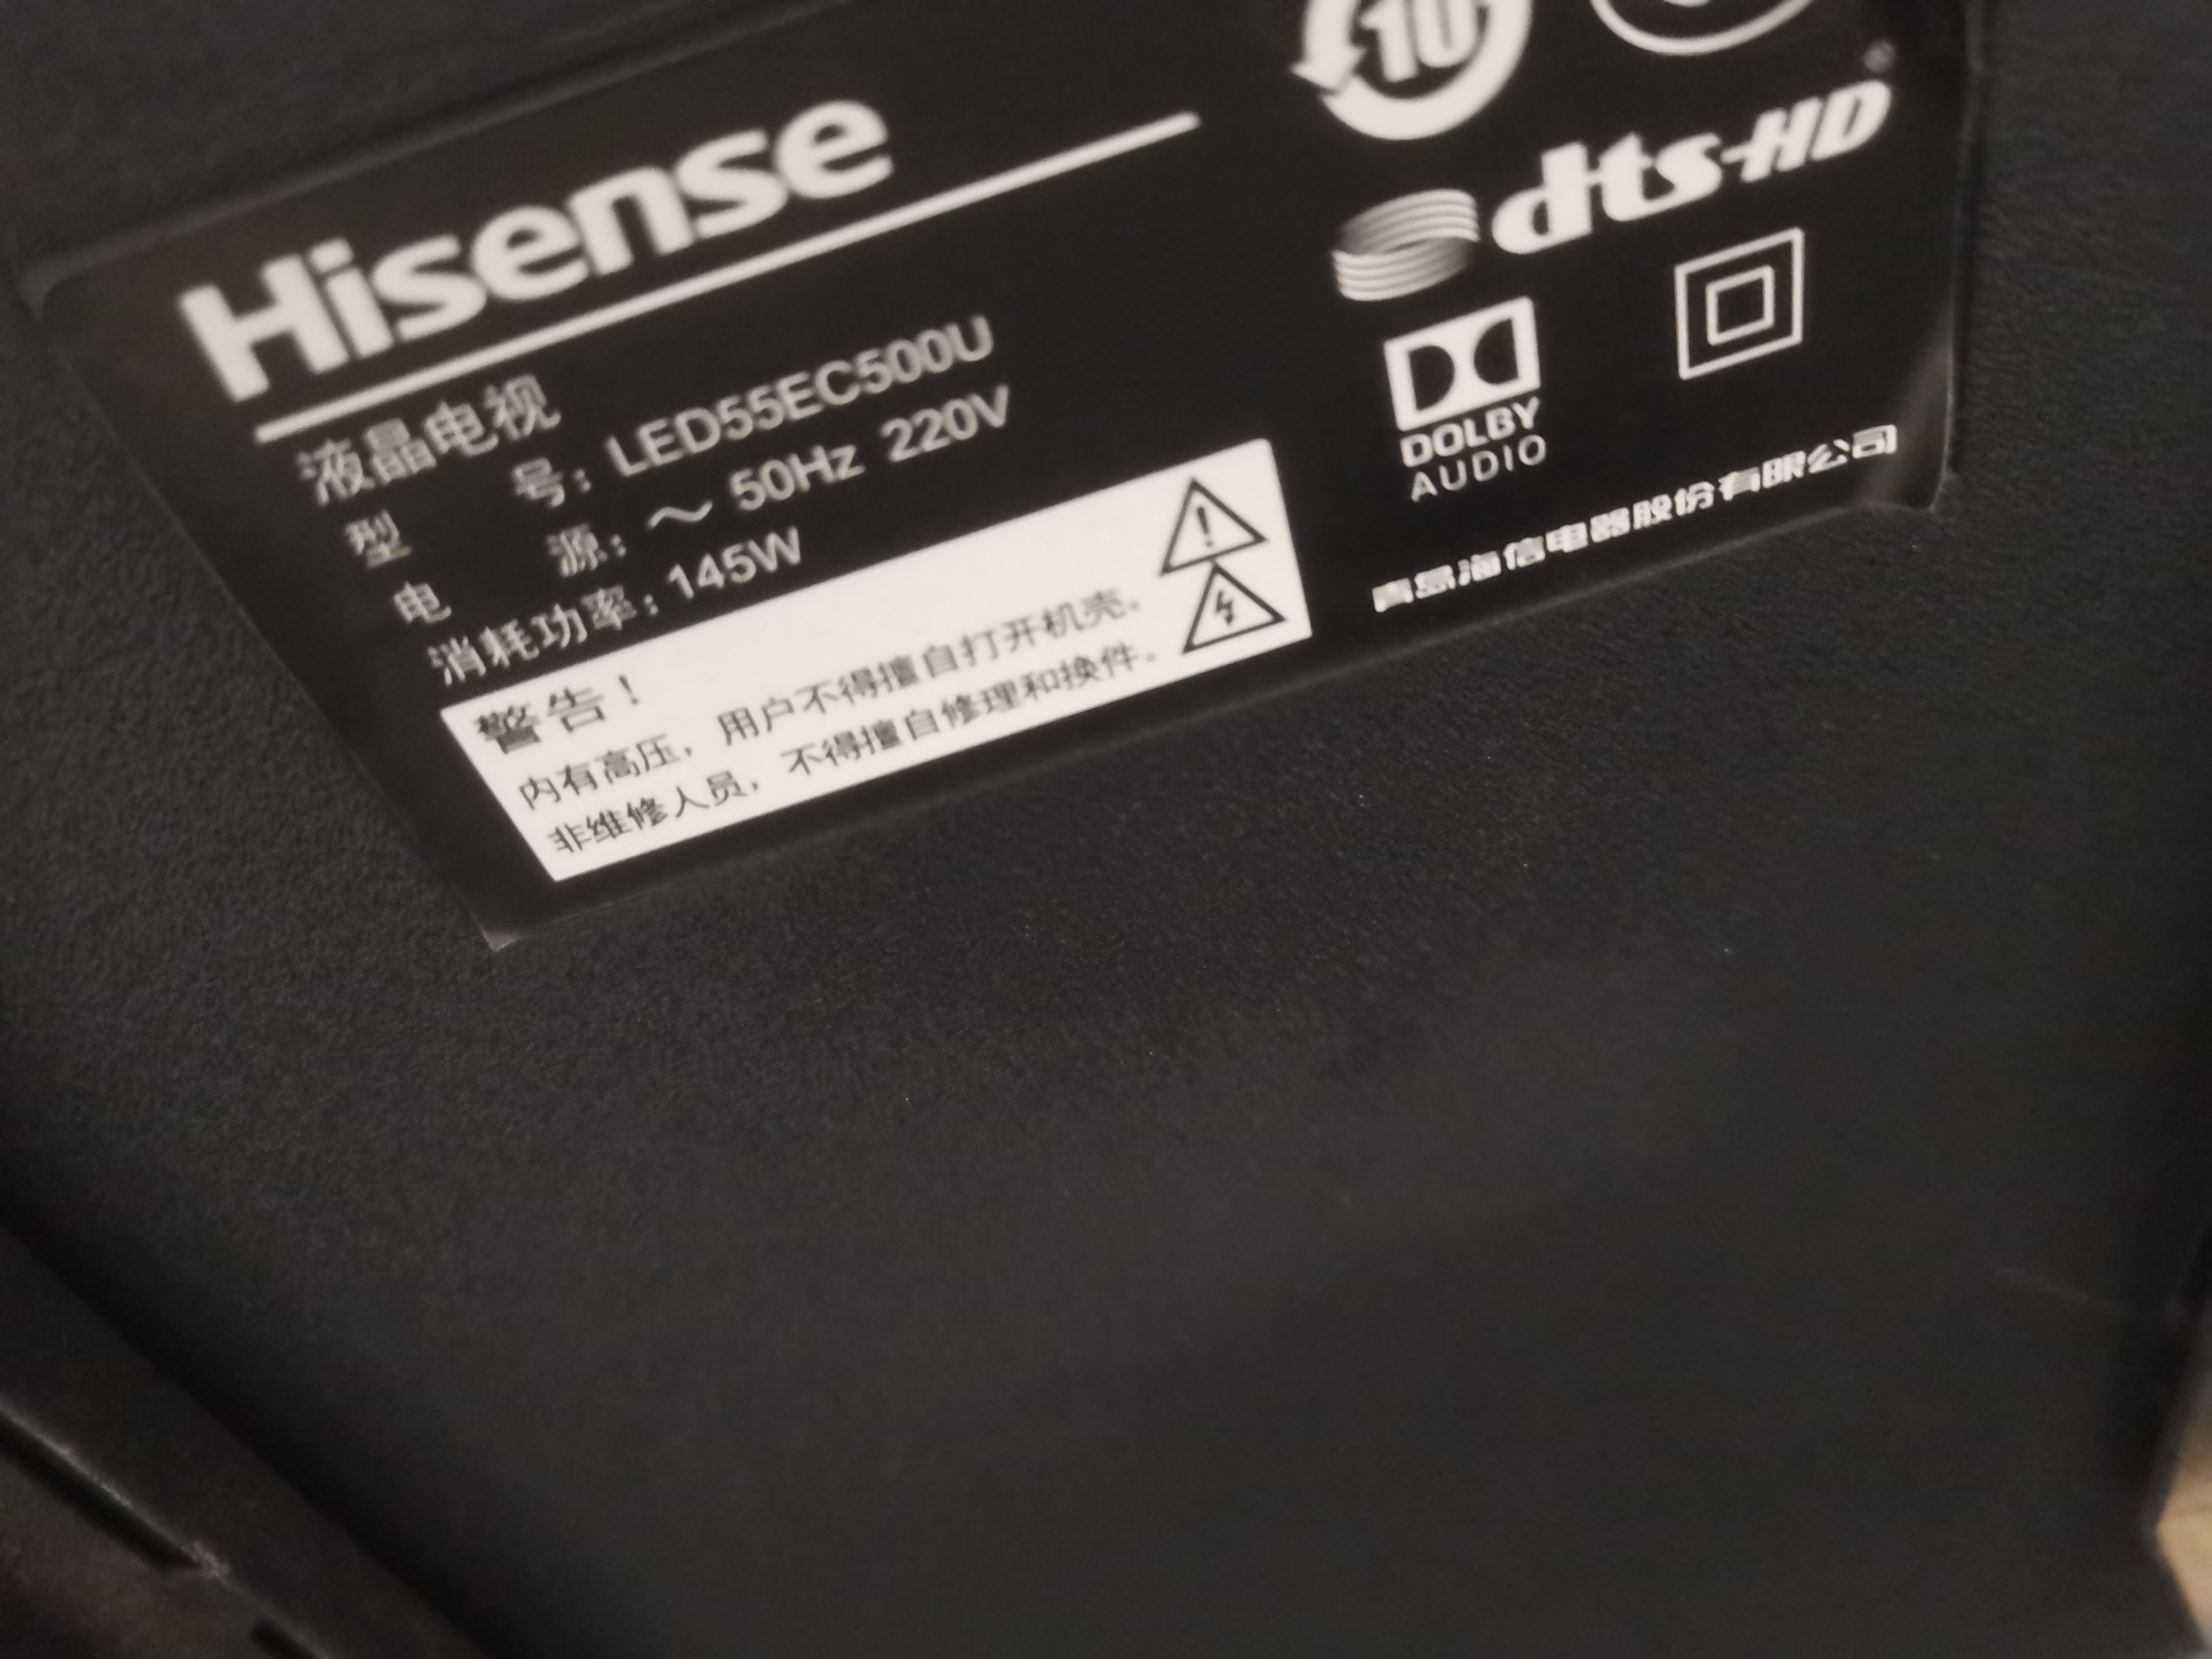 Hisense
液晶电视
型 号：LED55EC500U
电 源：～ 50Hz 220V
消耗功率：145W
警告！
内有高压，用户不得擅自打开机壳。
非维修人员，不得擅自修理和换件。
10
dts-HD
DOLBY
AUDIO
青岛海信电器股份有限公司